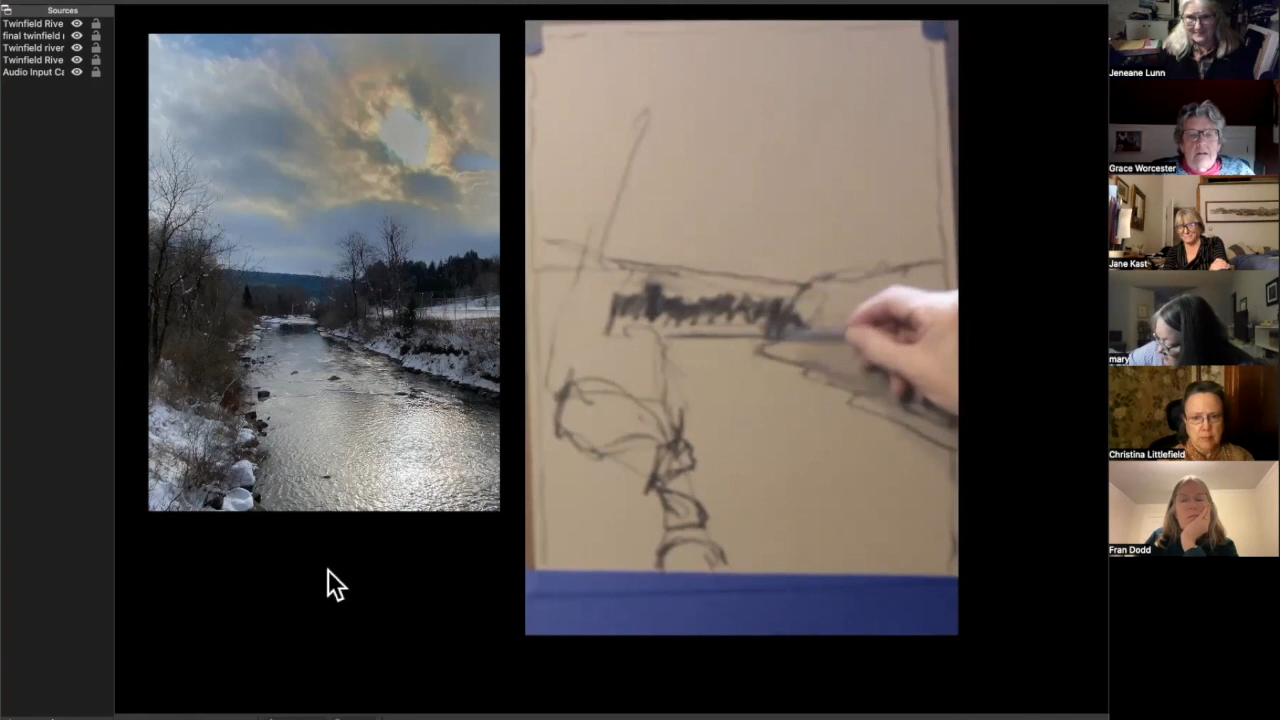 Sources
Twinfield Rive
final twinfield r
Twinfield river
Twinfield Rive
Audio Input Ca
Jeneane Lunn
Grace Worcester
Jane Kast
mary
Christina Littlefield
Fran Dodd